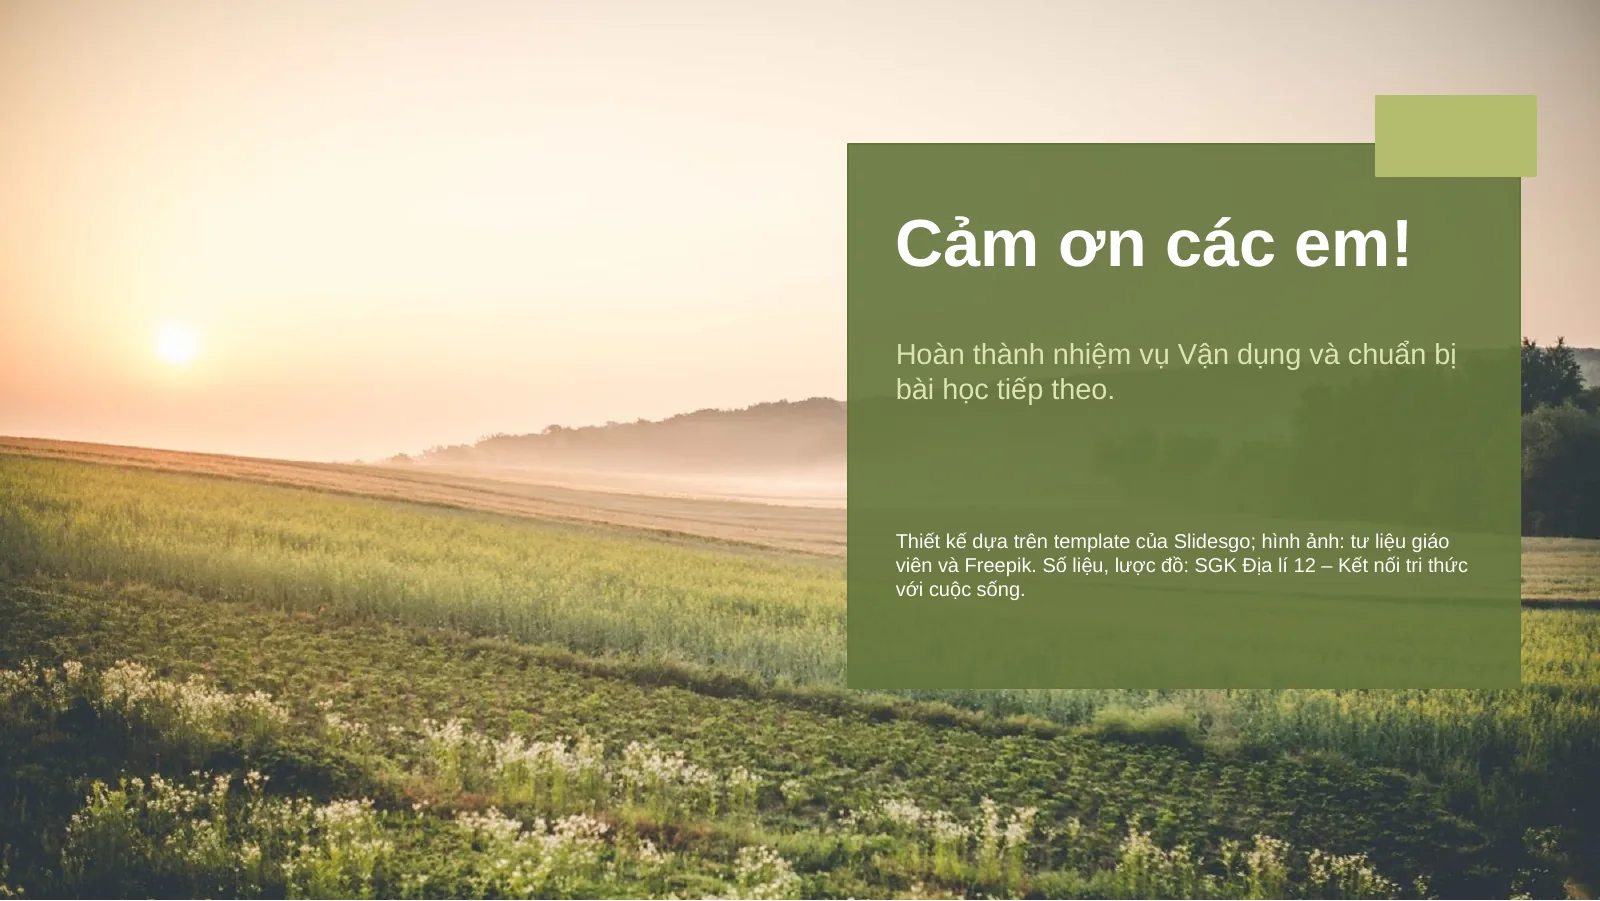 Cảm ơn các em!
Hoàn thành nhiệm vụ Vận dụng và chuẩn bị
bài học tiếp theo.
Thiết kế dựa trên template của Slidesgo; hình ảnh: tư liệu giáo
viên và Freepik. Số liệu, lược đồ: SGK Địa lí 12 – Kết nối tri thức
với cuộc sống.